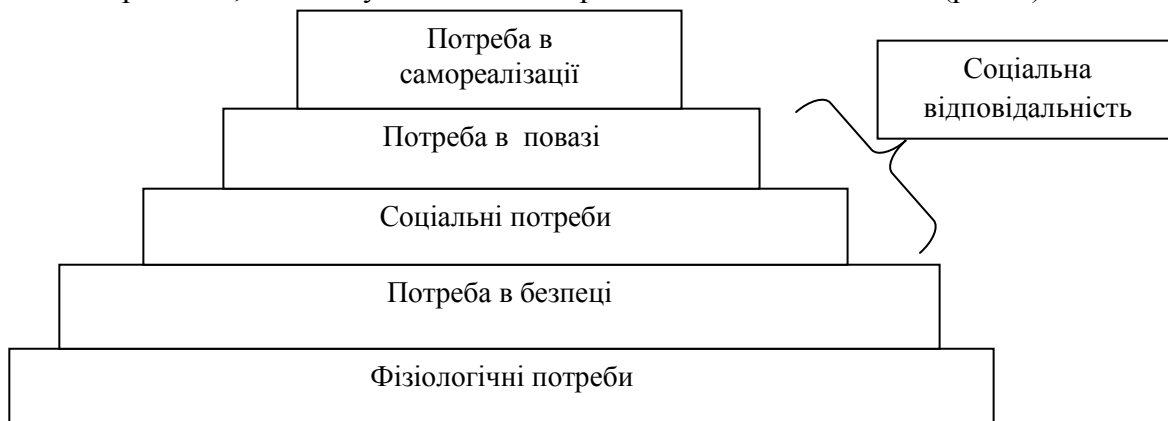 Потреба в
самореалізації
Соціальна
відповідальність
Потреба в повазі
Соціальні потреби
Потреба в безпеці
Фізіологічні потреби